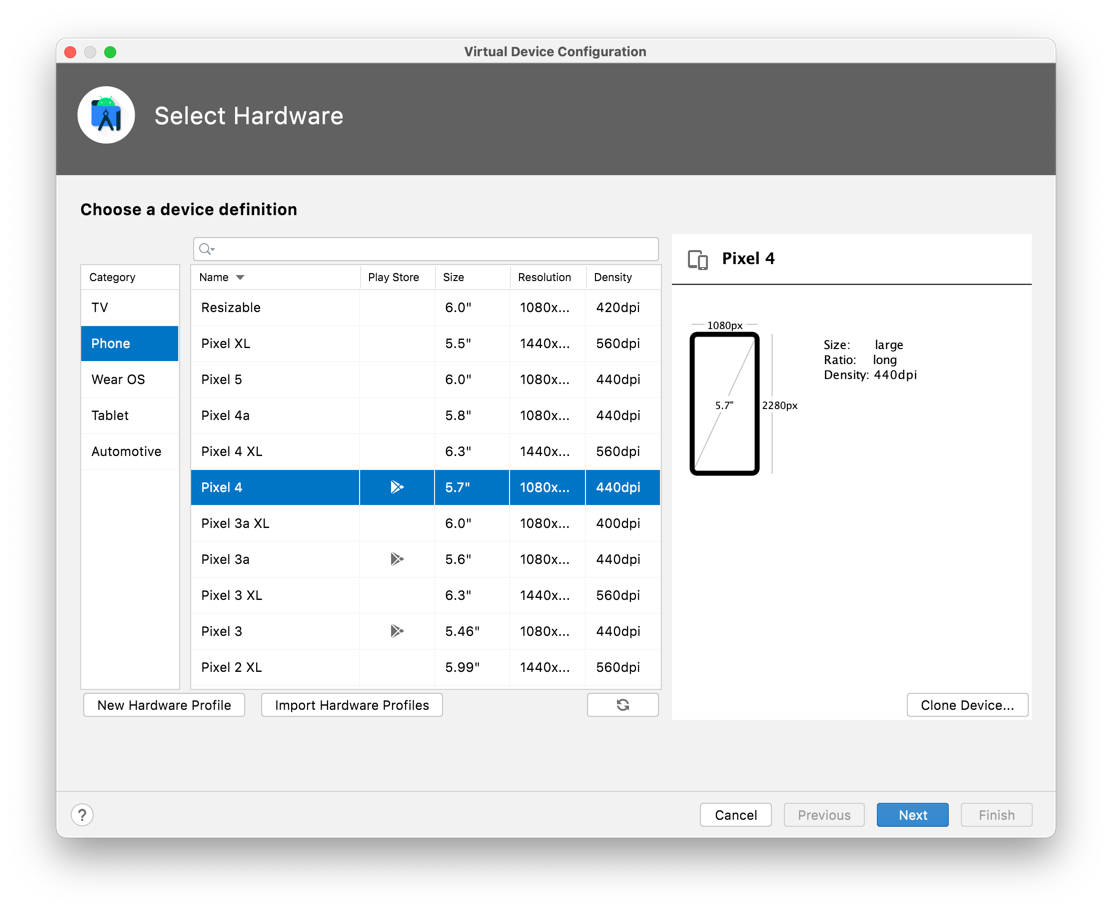 Virtual Device Configuration
Select Hardware
Choose a device definition
Category
TV
Phone
Wear OS
Tablet
Automotive
Name Play Store Size Resolution Density
Resizable 6.0" 1080x... 420dpi
Pixel XL 5.5" 1440x... 560dpi
Pixel 5 6.0" 1080x... 440dpi
Pixel 4a 5.8" 1080x... 440dpi
Pixel 4 XL 6.3" 1440x... 560dpi
Pixel 4 5.7" 1080x... 440dpi
Pixel 3a XL 6.0" 1080x... 400dpi
Pixel 3a 5.6" 1080x... 440dpi
Pixel 3 XL 6.3" 1440x... 560dpi
Pixel 3 5.46" 1080x... 440dpi
Pixel 2 XL 5.99" 1440x... 560dpi
New Hardware Profile Import Hardware Profiles
Pixel 4
1080px
5.7"
2280px
Size: large
Ratio: long
Density: 440dpi
Clone Device...
? Cancel Previous Next Finish